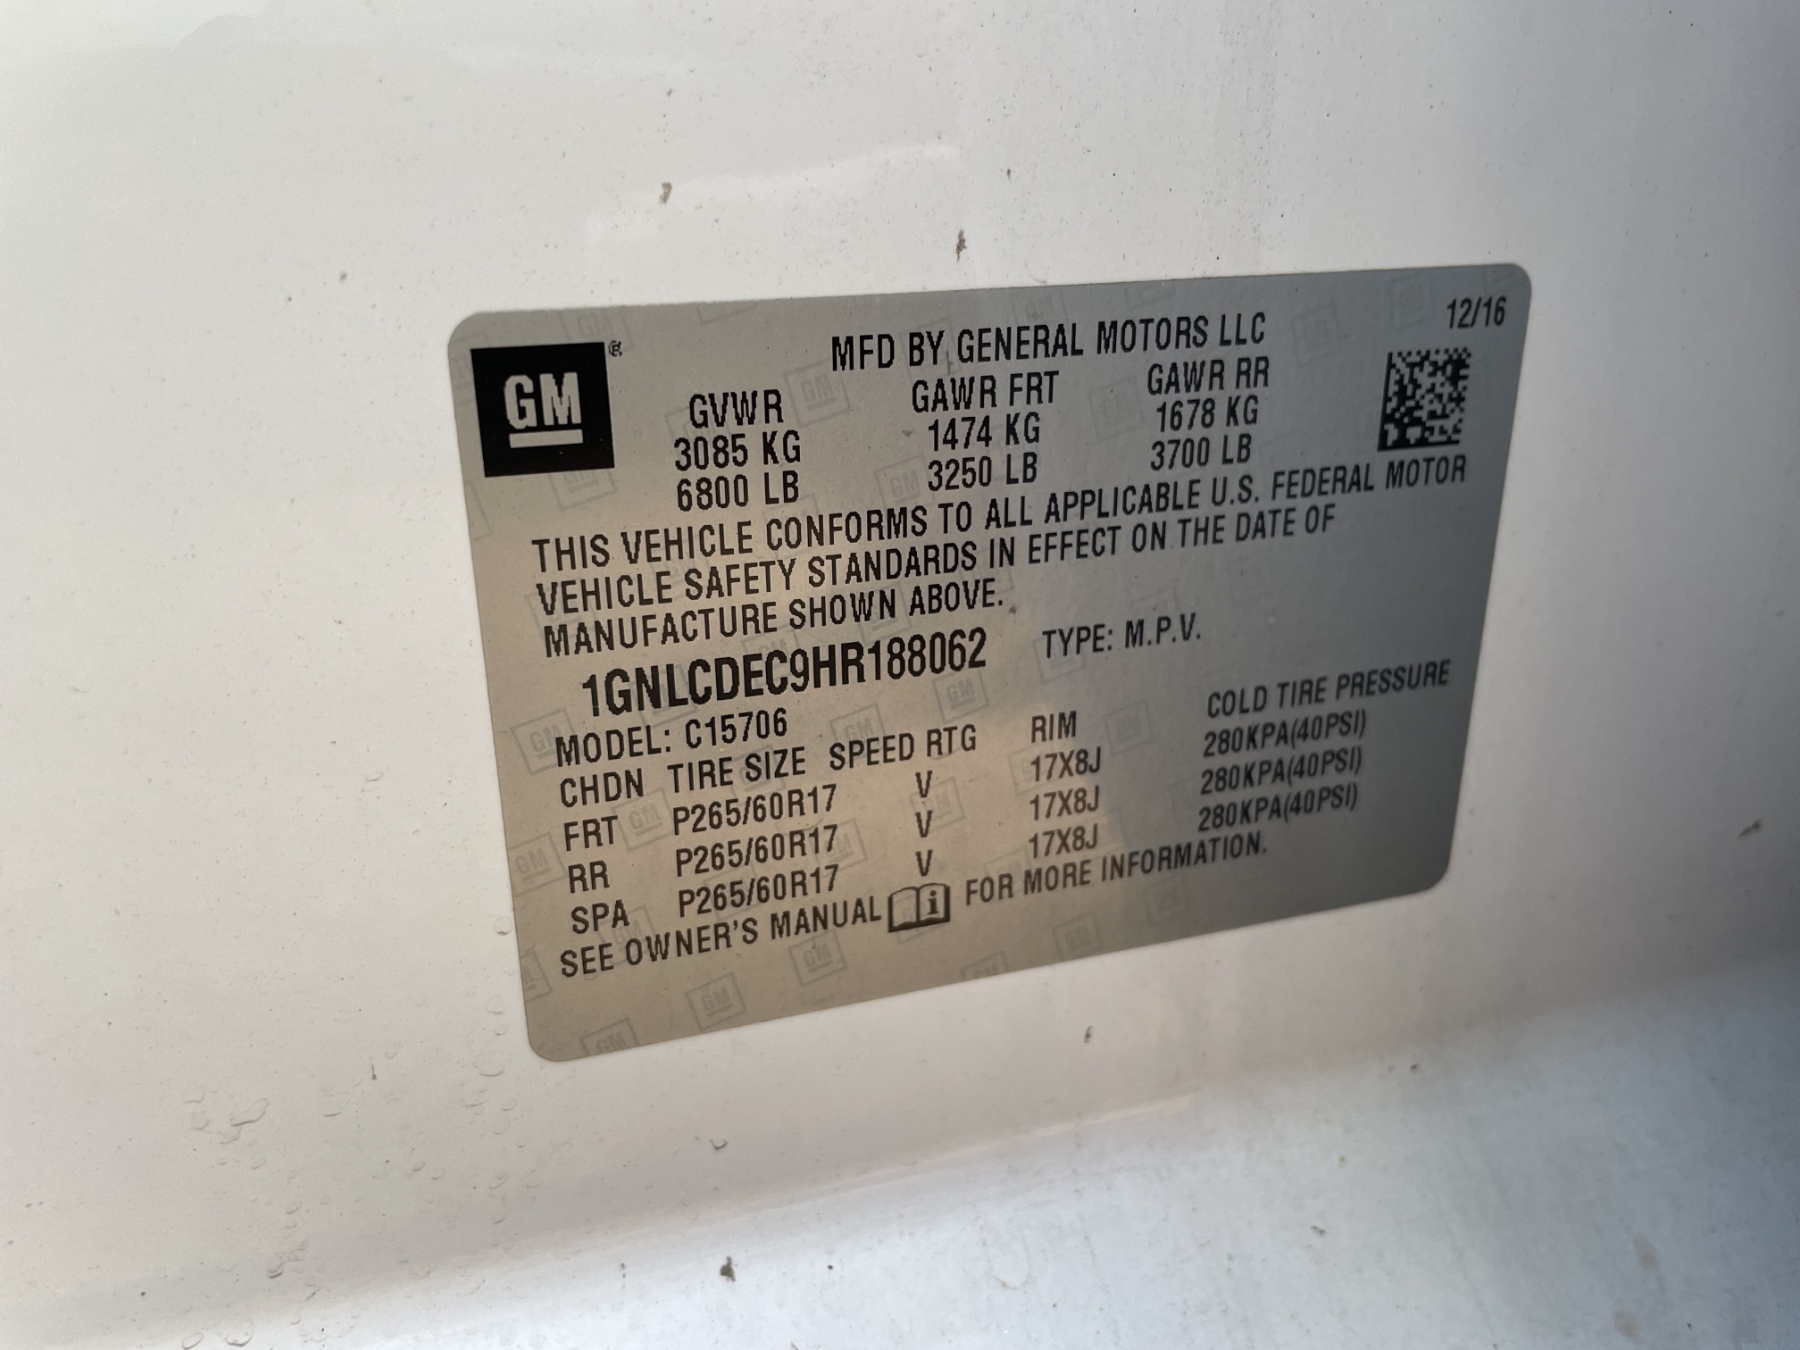 GM
12/16
MFD BY GENERAL MOTORS LLC
GVWR GAWR FRT GAWR RR
3085 KG 1474 KG 1678 KG
6800 LB 3250 LB 3700 LB
THIS VEHICLE CONFORMS TO ALL APPLICABLE U.S. FEDERAL MOTOR
VEHICLE SAFETY STANDARDS IN EFFECT ON THE DATE OF
MANUFACTURE SHOWN ABOVE.
1GNLCDEC9HR188062 TYPE: M.P.V.
MODEL: C15706
CHDN TIRE SIZE SPEED RTG RIM COLD TIRE PRESSURE
FRT P265/60R17 V 17X8J 280KPA(40PSI)
RR P265/60R17 V 17X8J 280KPA(40PSI)
SPA P265/60R17 V 17X8J 280KPA(40PSI)
SEE OWNER'S MANUAL FOR MORE INFORMATION.